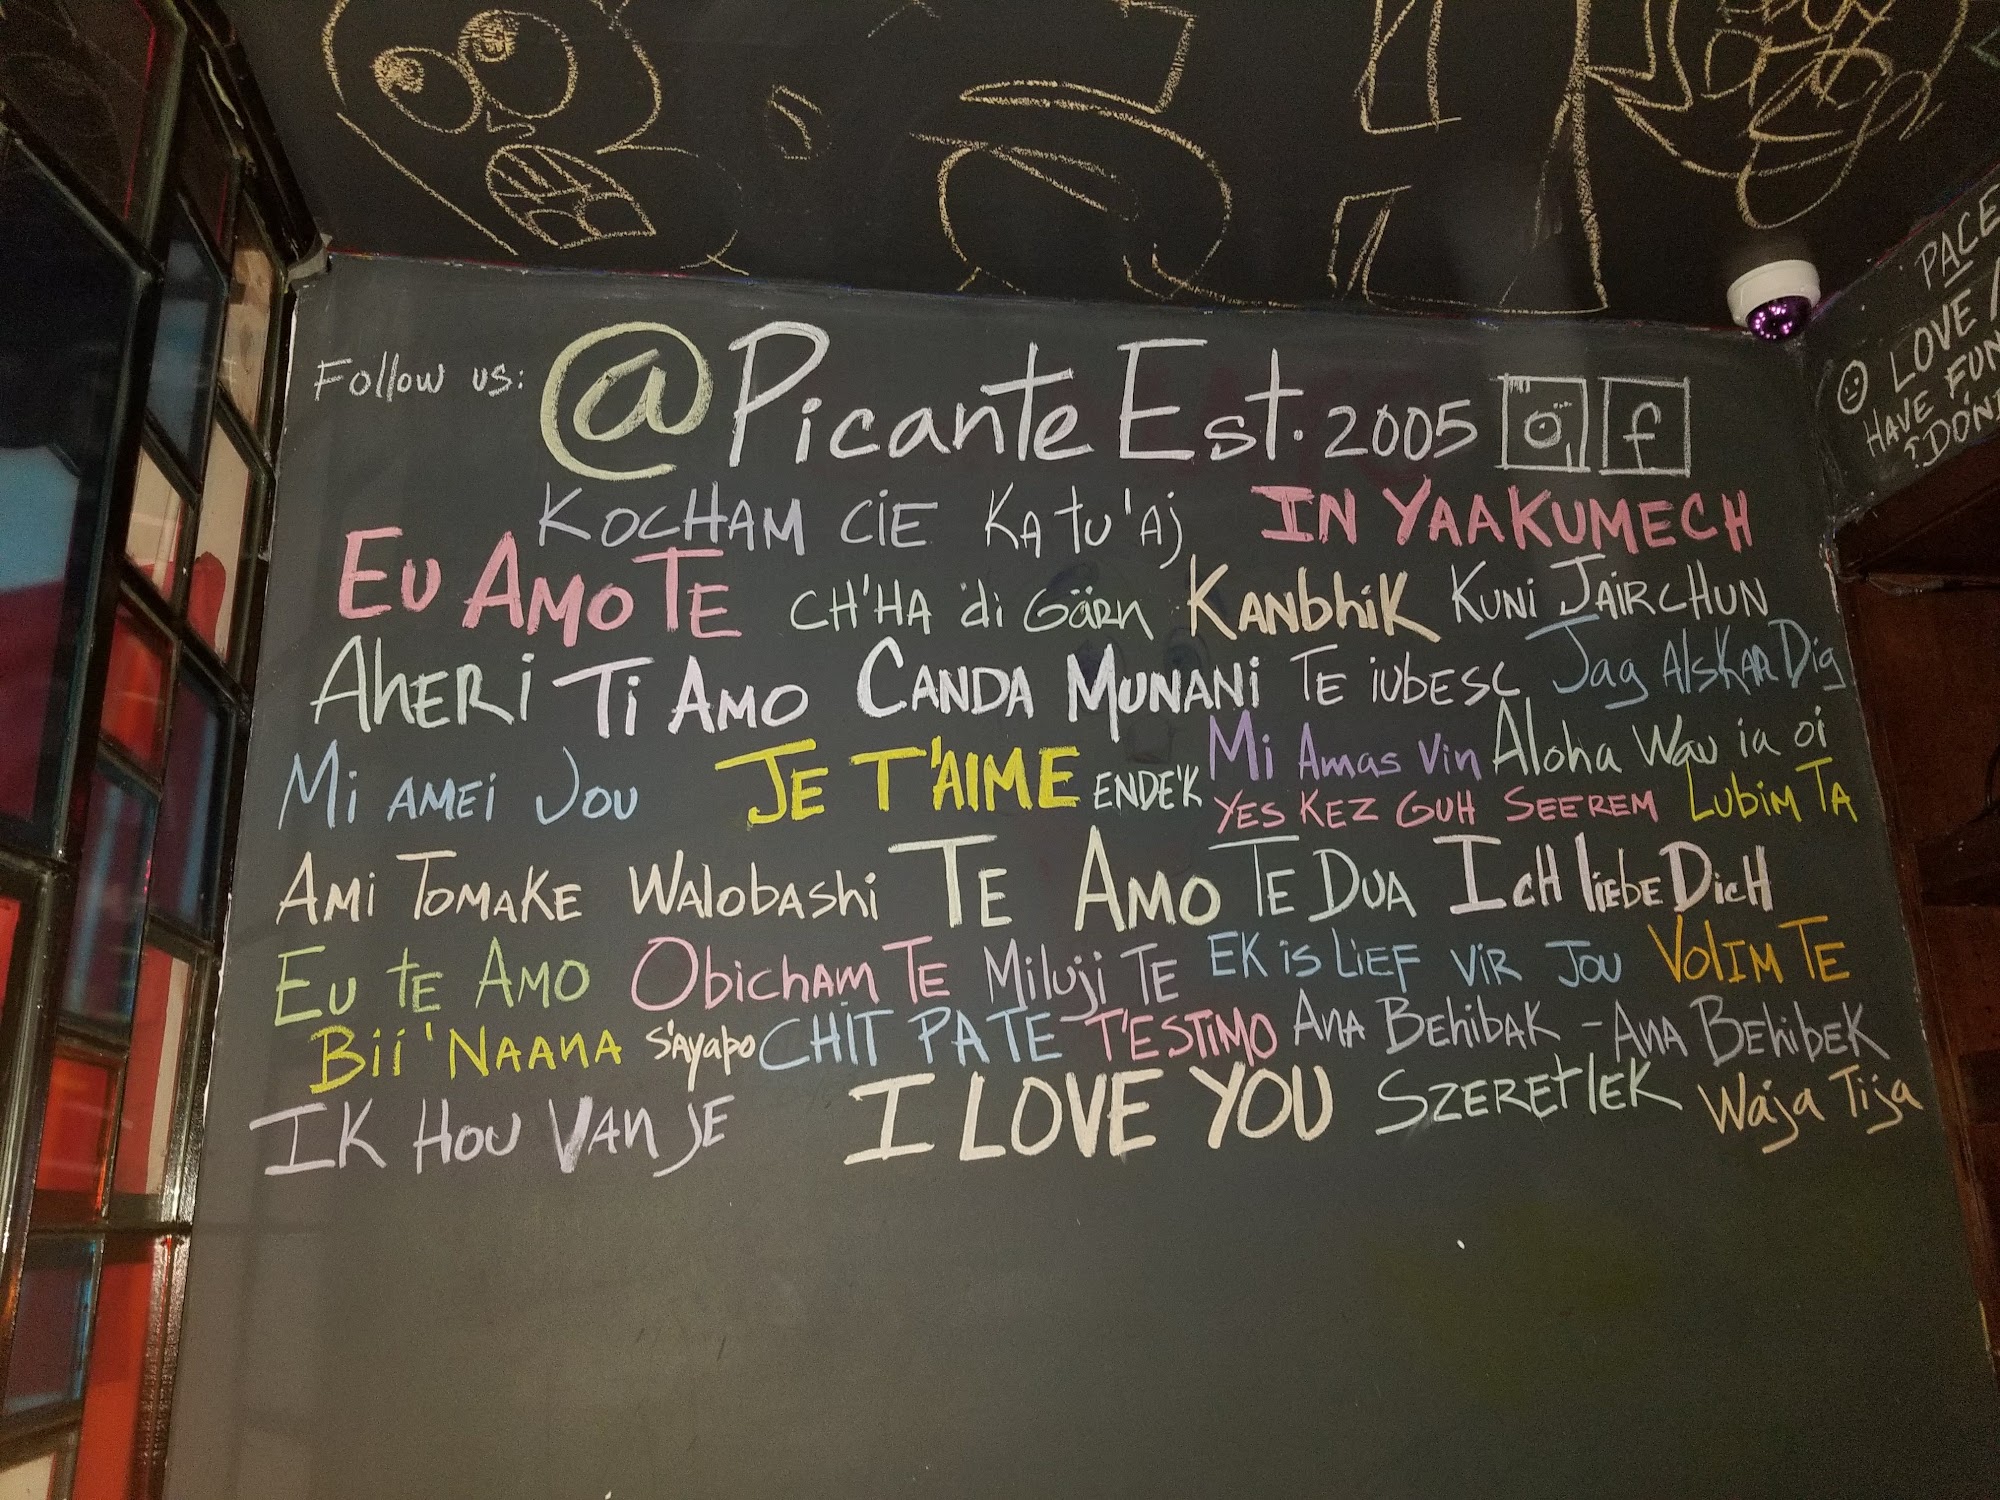 Follow us: @Picante Est. 2005 f
KOCHAM CiE KA tu'Aj IN YAAKUMECH
EU AMO TE CH'HA di Gärn KANbhiK KUNi JAiRCHUN
AhERi Ti AMO CANDA MUNANi TE iUBESC Jag AlSKAR Dig
Mi AMEi JOU JE T'AIME ENDE'K Mi Amas Vin Aloha Wau ia oi
YES KEZ GUH SEEREM LUBiM TA
AMi TOMAKE WAlobAshi TE AMO TE DUA ICH liEbE DicH
EU tE AMO ObichAM TE Miluji TE EK iS LiEF ViR JOU VOLIM TE
Bii 'NAANA S'Ayapo CHIT PA TE T'ESTIMO ANA BEHibAK - ANA BEHibEK
IK HOU VAN JE I LOVE YOU SZERETlEK Waja Tija
PACE
LOVE /
HAVE FUN